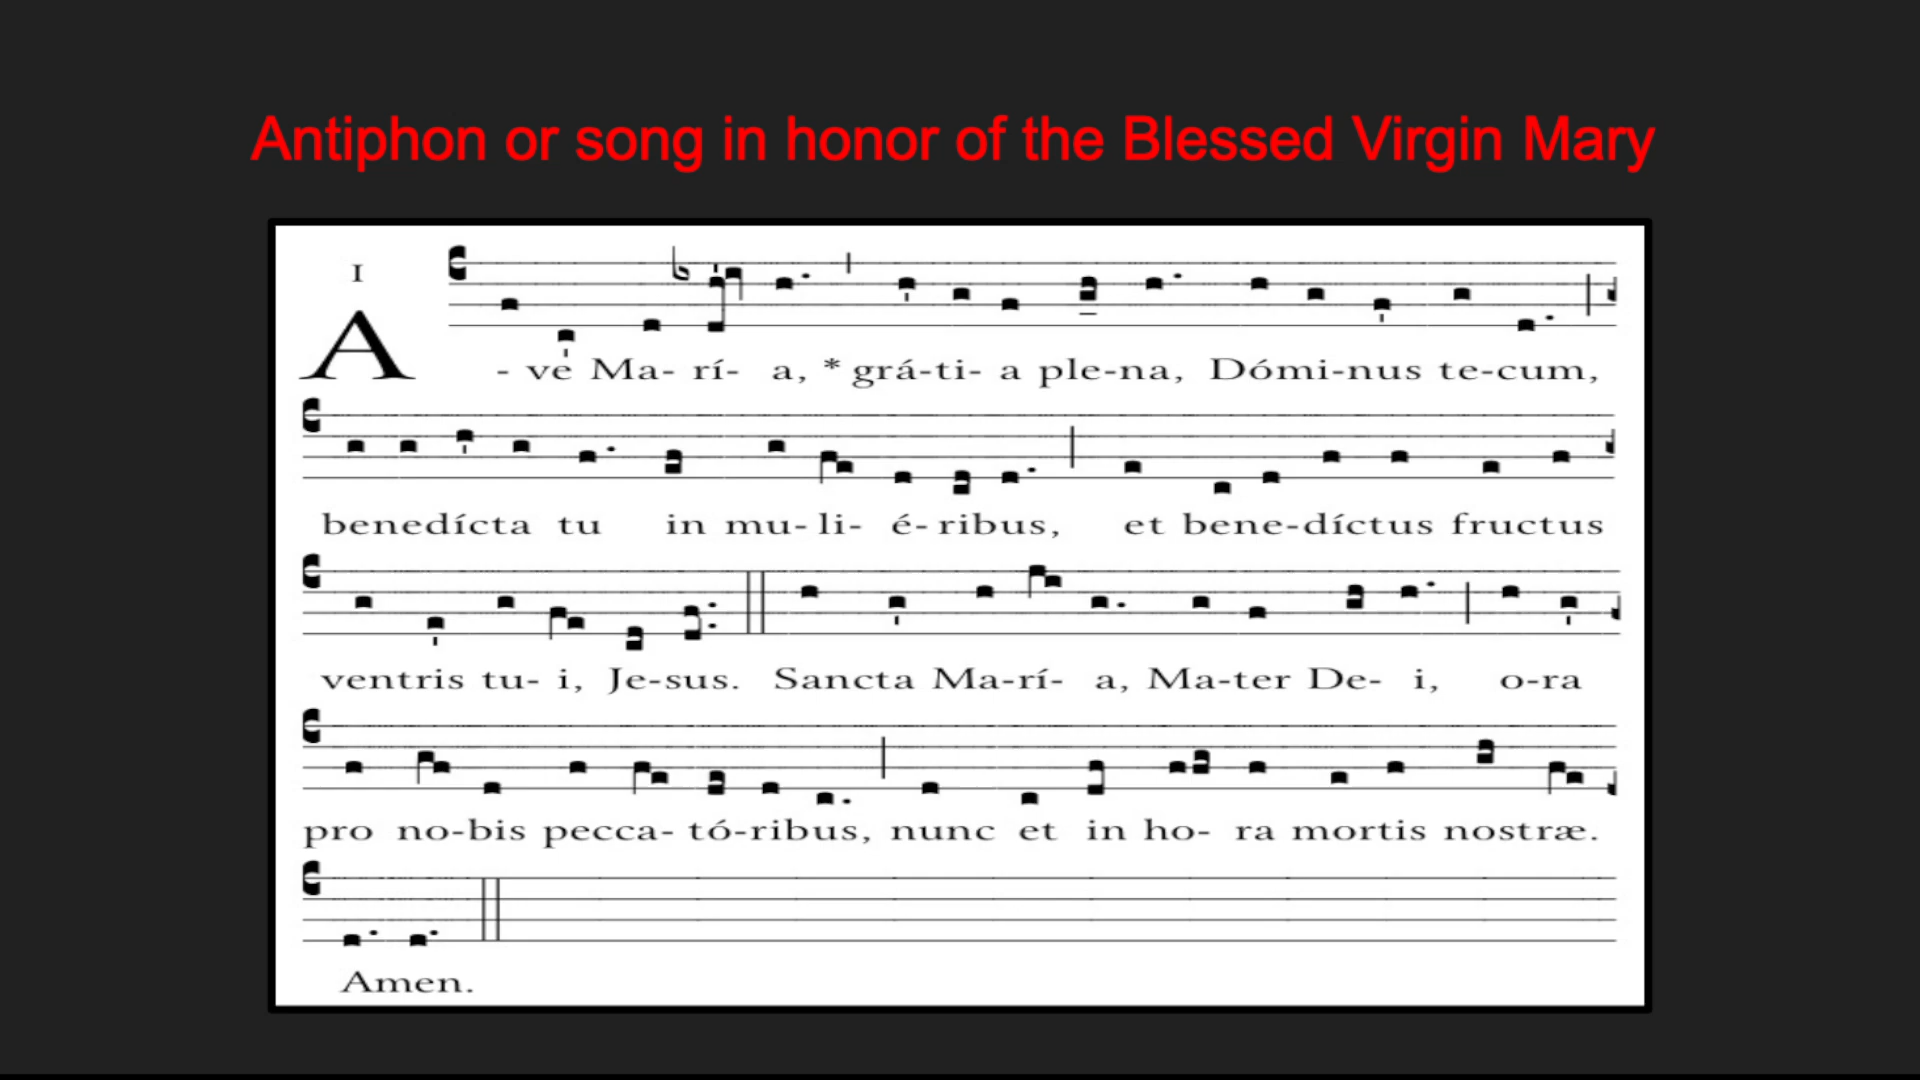 Antiphon or song in honor of the Blessed Virgin Mary
I
A - ve Ma- rí- a, * grá-ti- a ple-na, Dómi-nus te-cum,
benedícta tu in mu- li- é- ribus, et bene-díctus fructus
ventris tu- i, Je-sus. Sancta Ma-rí- a, Ma-ter De- i, o-ra
pro no-bis pecca- tó-ribus, nunc et in ho- ra mortis nostræ.
Amen.